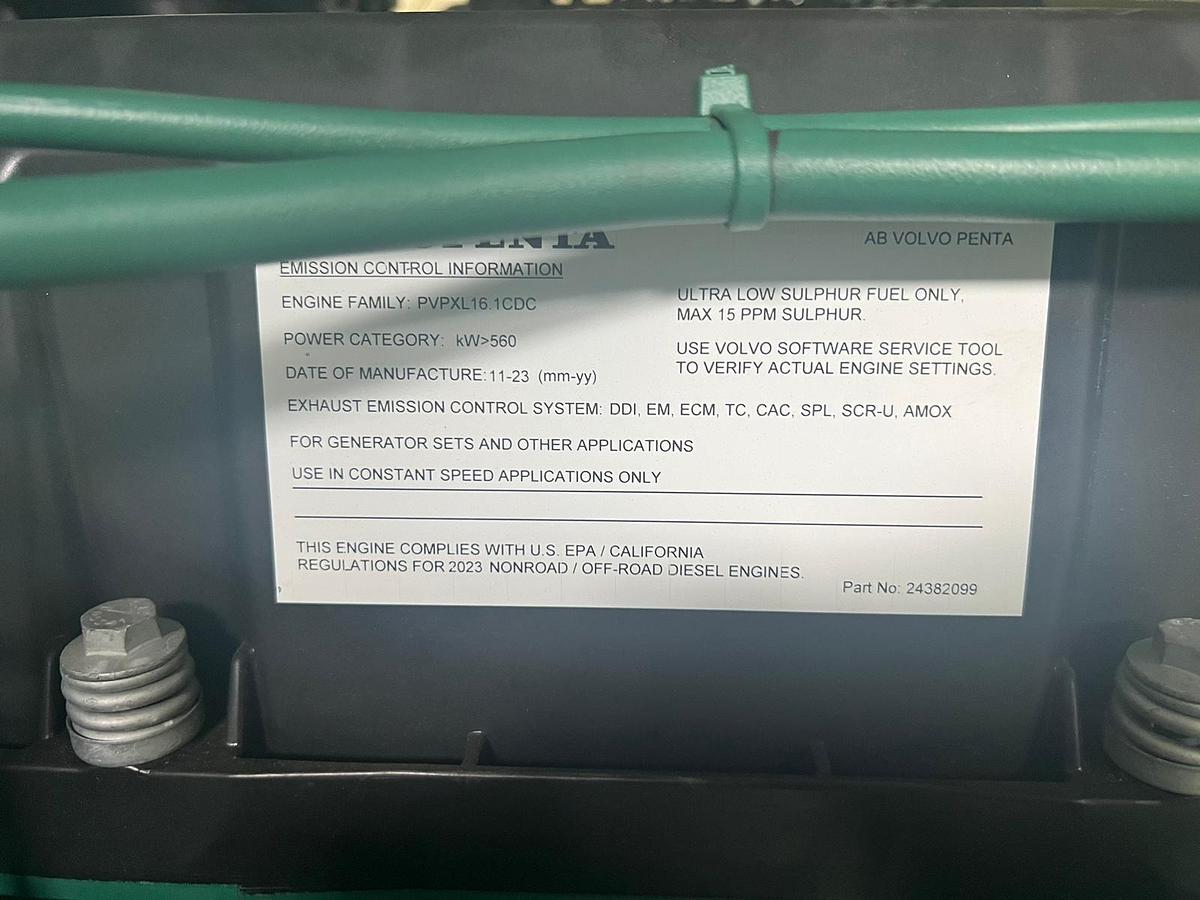 PENTA
AB VOLVO PENTA
EMISSION CONTROL INFORMATION
ENGINE FAMILY: PVPXL16.1CDC
ULTRA LOW SULPHUR FUEL ONLY,
MAX 15 PPM SULPHUR.
POWER CATEGORY: kW>560
USE VOLVO SOFTWARE SERVICE TOOL
TO VERIFY ACTUAL ENGINE SETTINGS.
DATE OF MANUFACTURE: 11-23 (mm-yy)
EXHAUST EMISSION CONTROL SYSTEM: DDI, EM, ECM, TC, CAC, SPL, SCR-U, AMOX
FOR GENERATOR SETS AND OTHER APPLICATIONS
USE IN CONSTANT SPEED APPLICATIONS ONLY
THIS ENGINE COMPLIES WITH U.S. EPA / CALIFORNIA
REGULATIONS FOR 2023 NONROAD / OFF-ROAD DIESEL ENGINES.
Part No: 24382099